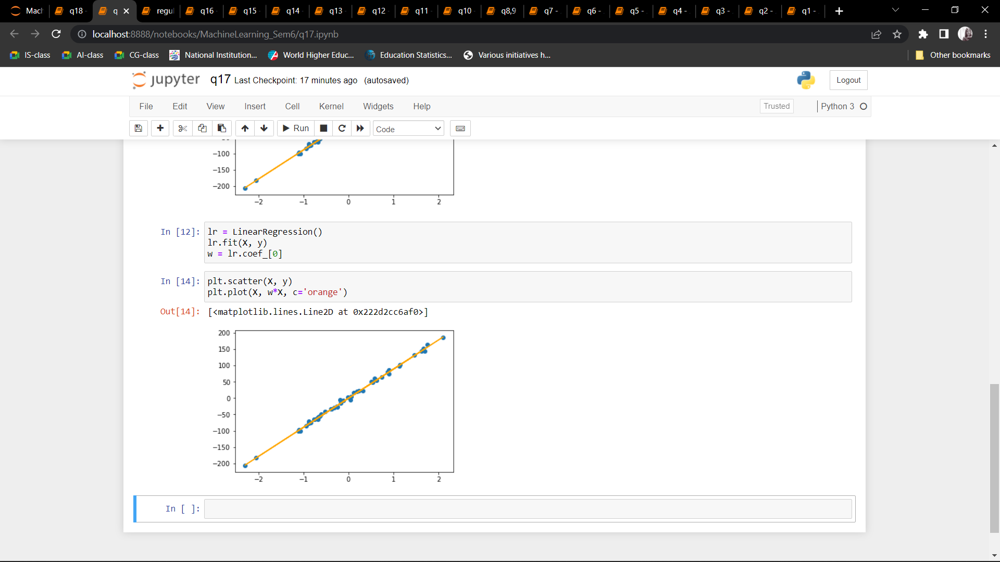 Mach
q18 -
q
regul
q16 -
q15 -
q14 -
q13 -
q12 -
q11 -
q10 -
q8,9
q7 -
q6 -
q5 -
q4 -
q3 -
q2 -
q1 -
localhost:8888/notebooks/MachineLearning_Sem6/q17.ipynb
IS-class
AI-class
CG-class
National Institution...
World Higher Educ...
Education Statistics...
Various initiatives h...
Other bookmarks
jupyter q17 Last Checkpoint: 17 minutes ago (autosaved)
Logout
File Edit View Insert Cell Kernel Widgets Help
Trusted
Python 3
Run
Code
−100
−150
−200
−2 −1 0 1 2
In [12]: lr = LinearRegression()
lr.fit(X, y)
w = lr.coef_[0]
In [14]: plt.scatter(X, y)
plt.plot(X, w*X, c='orange')
Out[14]: [<matplotlib.lines.Line2D at 0x222d2cc6af0>]
200
150
100
50
0
−50
−100
−150
−200
−2 −1 0 1 2
In [ ]: